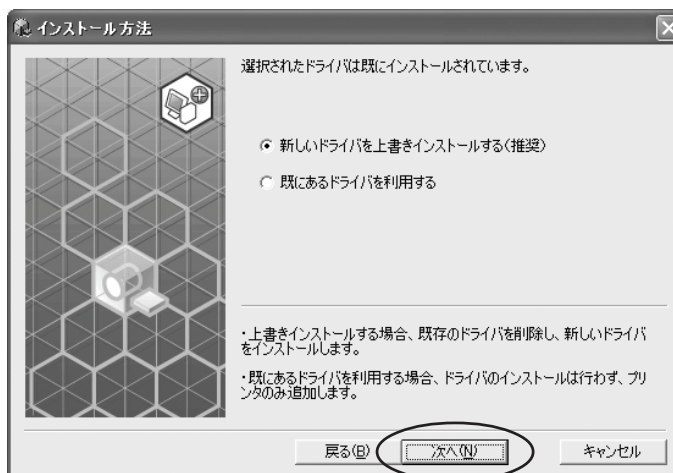 インストール方法
選択されたドライバは既にインストールされています。
新しいドライバを上書きインストールする(推奨)
既にあるドライバを利用する
・上書きインストールする場合、既存のドライバを削除し、新しいドライバ
をインストールします。
・既にあるドライバを利用する場合、ドライバのインストールは行わず、プリ
ンタのみ追加します。
戻る(B)
次へ(N)
キャンセル